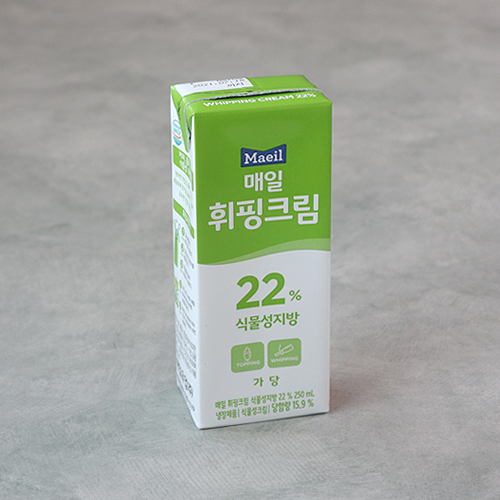 WHIPPING CREAM 22%
Maeil
매일
휘핑크림
22%
식물성지방
TOPPING
WHIPPING
가당
매일 휘핑크림 식물성지방 22 % 250 mL
냉장제품 | 식물성크림 | 당함량 15.9 %